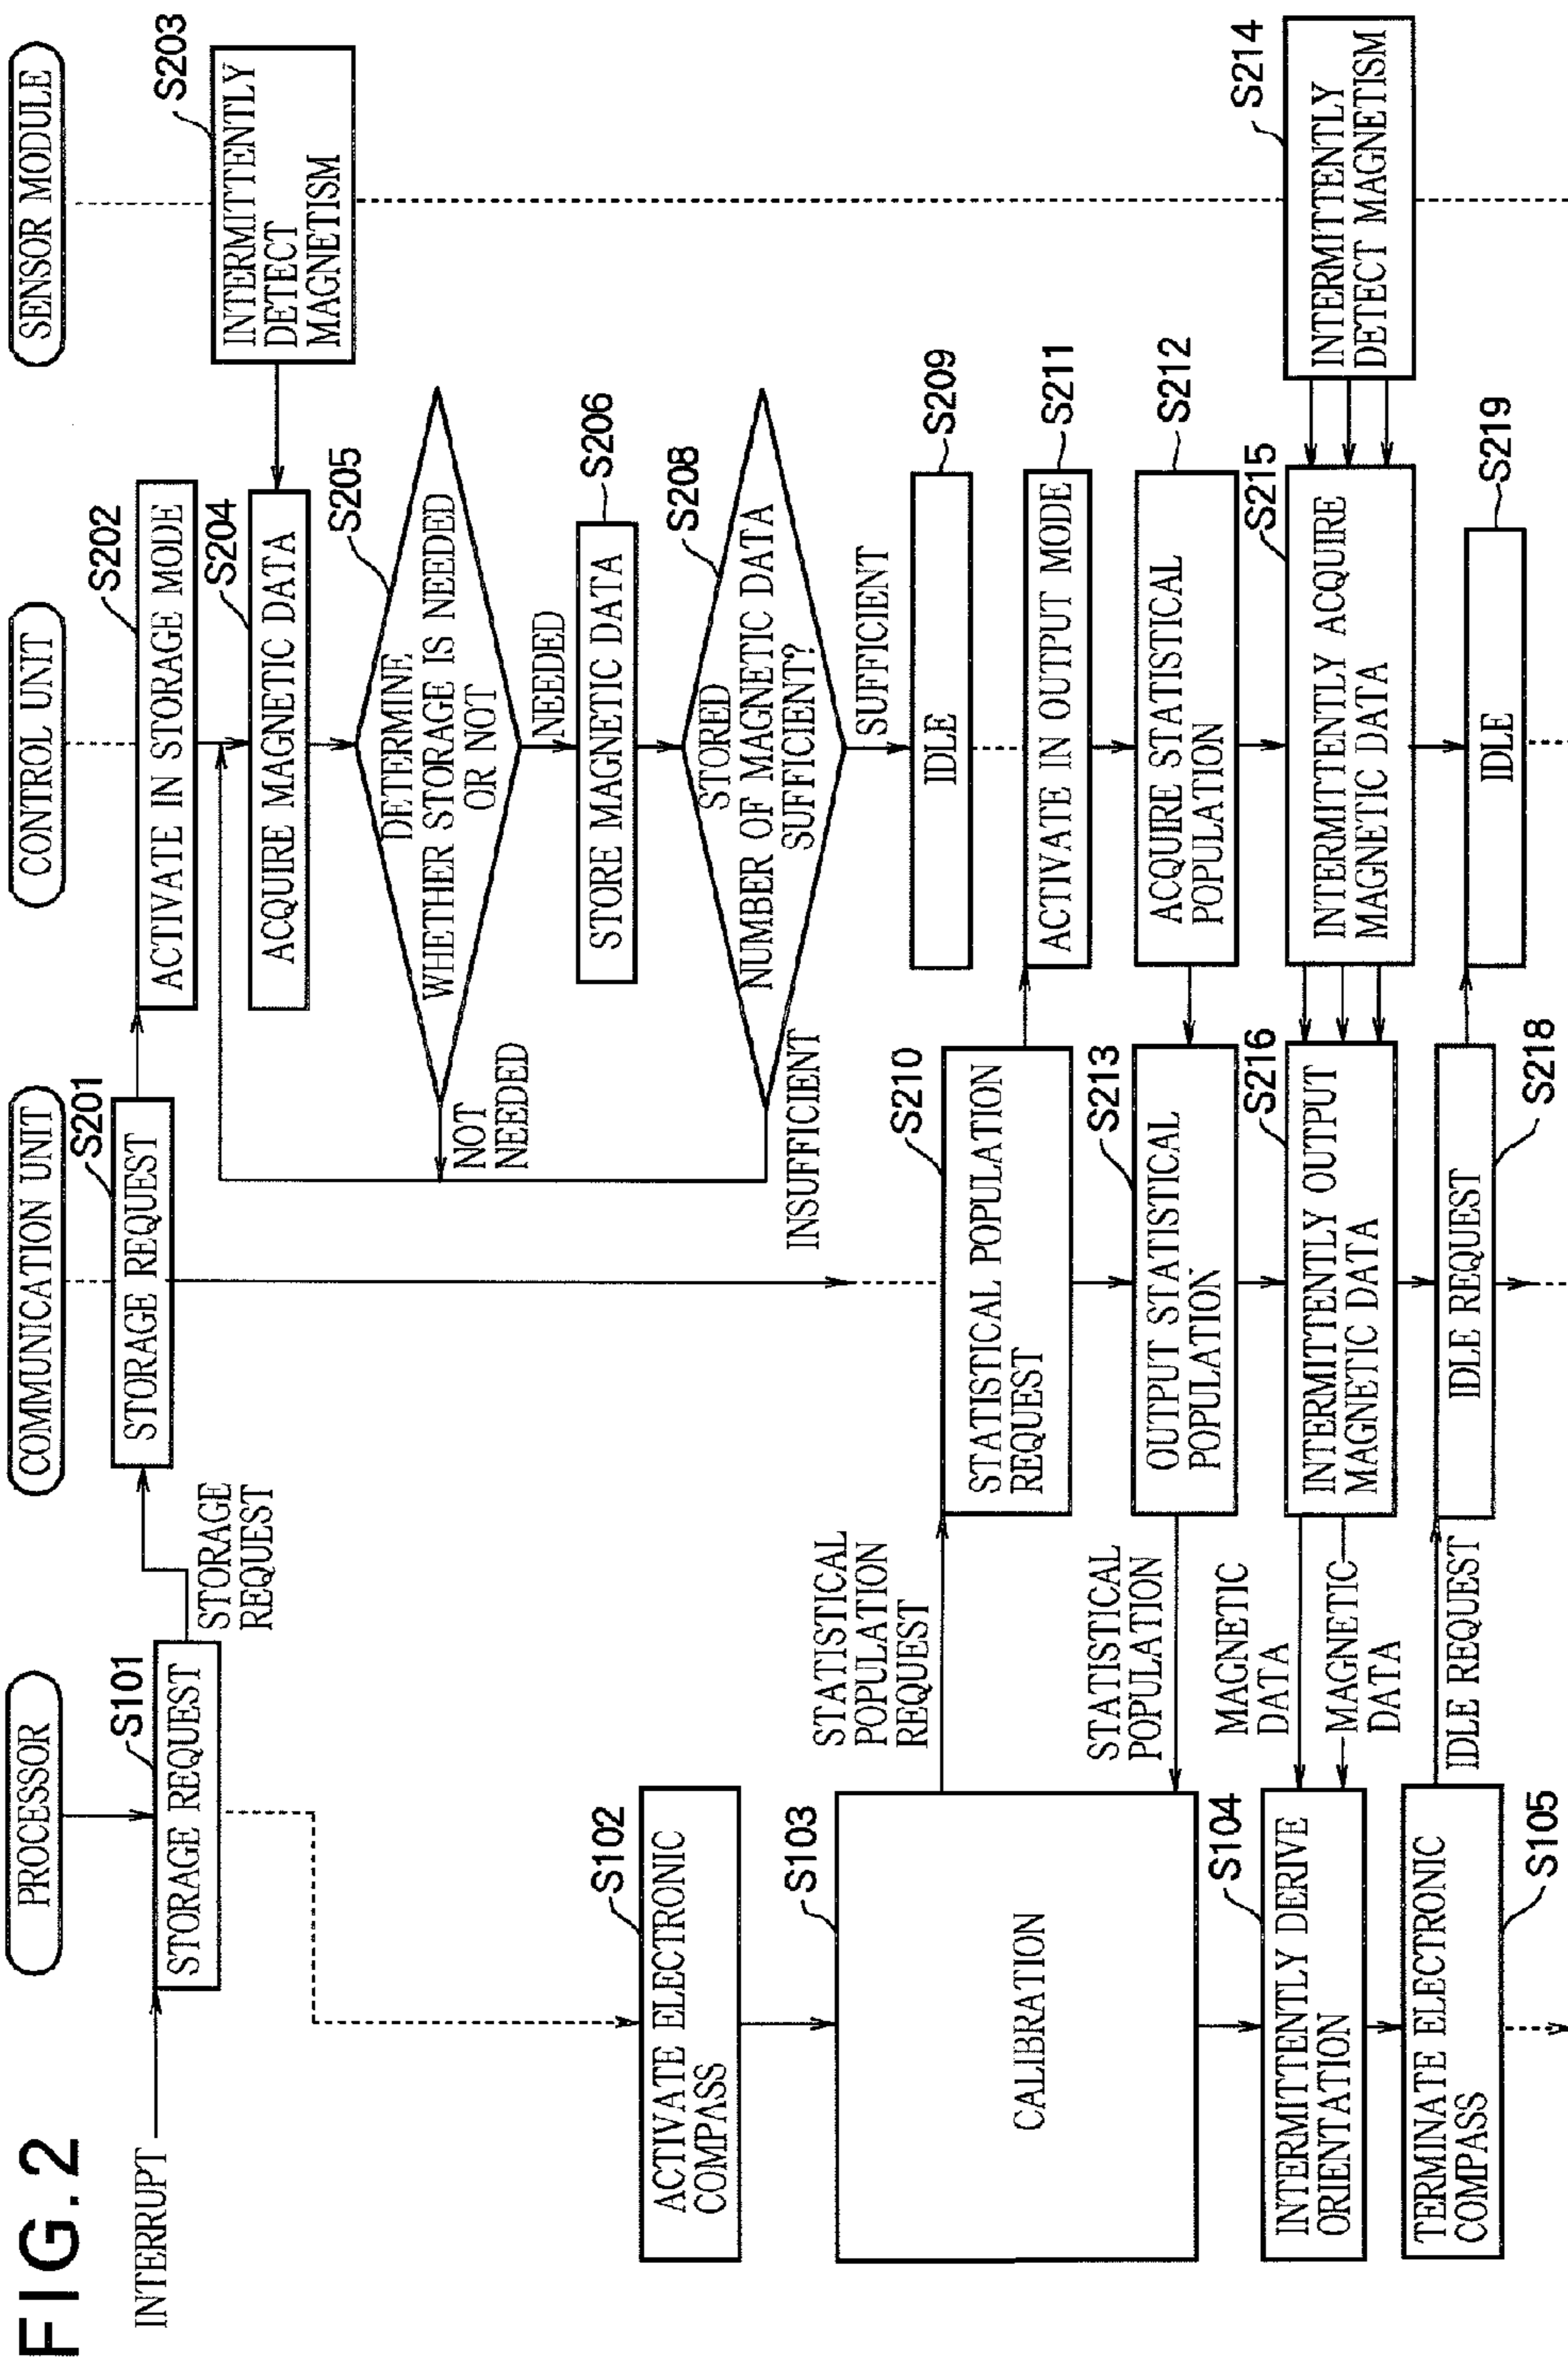 FIG.2
PROCESSOR
COMMUNICATION UNIT
CONTROL UNIT
SENSOR MODULE
INTERRUPT
S101
STORAGE REQUEST
STORAGE
REQUEST
S201
STORAGE REQUEST
S202
ACTIVATE IN STORAGE MODE
S203
INTERMITTENTLY
DETECT
MAGNETISM
S204
ACQUIRE MAGNETIC DATA
S205
DETERMINE
WHETHER STORAGE IS NEEDED
OR NOT
NOT
NEEDED
NEEDED
S206
STORE MAGNETIC DATA
S208
STORED
NUMBER OF MAGNETIC DATA
SUFFICIENT?
INSUFFICIENT
SUFFICIENT
S209
IDLE
S102
ACTIVATE ELECTRONIC
COMPASS
S103
CALIBRATION
STATISTICAL
POPULATION
REQUEST
S210
STATISTICAL POPULATION
REQUEST
S211
ACTIVATE IN OUTPUT MODE
S212
ACQUIRE STATISTICAL
POPULATION
S213
OUTPUT STATISTICAL
POPULATION
STATISTICAL
POPULATION
S214
INTERMITTENTLY
DETECT MAGNETISM
S215
INTERMITTENTLY ACQUIRE
MAGNETIC DATA
S216
INTERMITTENTLY OUTPUT
MAGNETIC DATA
MAGNETIC
DATA
MAGNETIC
DATA
S104
INTERMITTENTLY DERIVE
ORIENTATION
S105
TERMINATE ELECTRONIC
COMPASS
IDLE REQUEST
S218
IDLE REQUEST
S219
IDLE